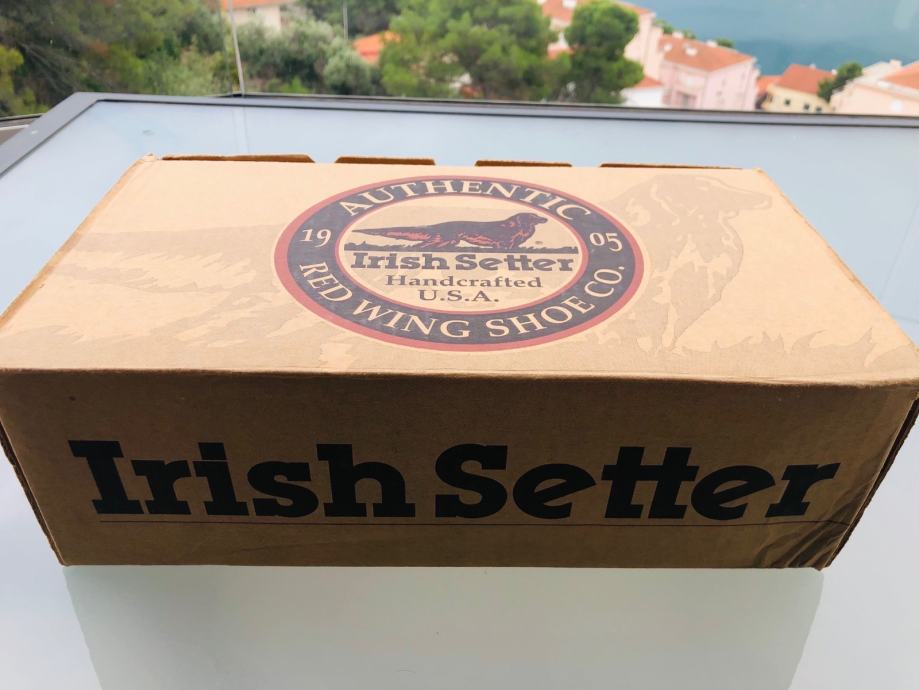 AUTHENTIC
19 05
Irish Setter
Handcrafted
U.S.A.
RED WING SHOE CO.
Irish Setter